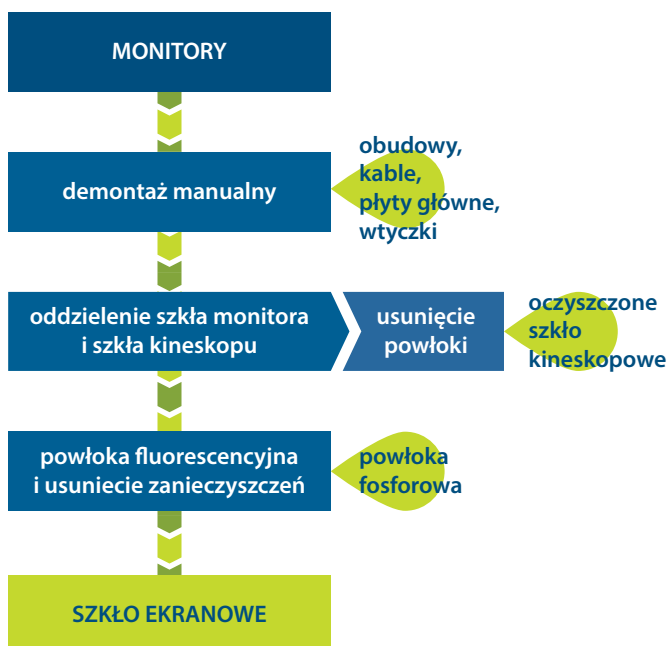 MONITORY
demontaż manualny
obudowy,
kable,
płyty główne,
wtyczki
oddzielenie szkła monitora
i szkła kineskopu
usunięcie
powłoki
oczyszczone
szkło
kineskopowe
powłoka fluorescencyjna
i usuniecie zanieczyszczeń
powłoka
fosforowa
SZKŁO EKRANOWE